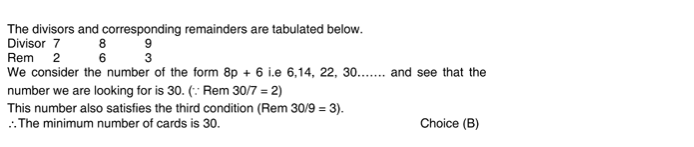 The divisors and corresponding remainders are tabulated below.
Divisor 7 8 9
Rem 2 6 3
We consider the number of the form 8p + 6 i.e 6,14, 22, 30....... and see that the
number we are looking for is 30. (∵ Rem 30/7 = 2)
This number also satisfies the third condition (Rem 30/9 = 3).
∴The minimum number of cards is 30. Choice (B)